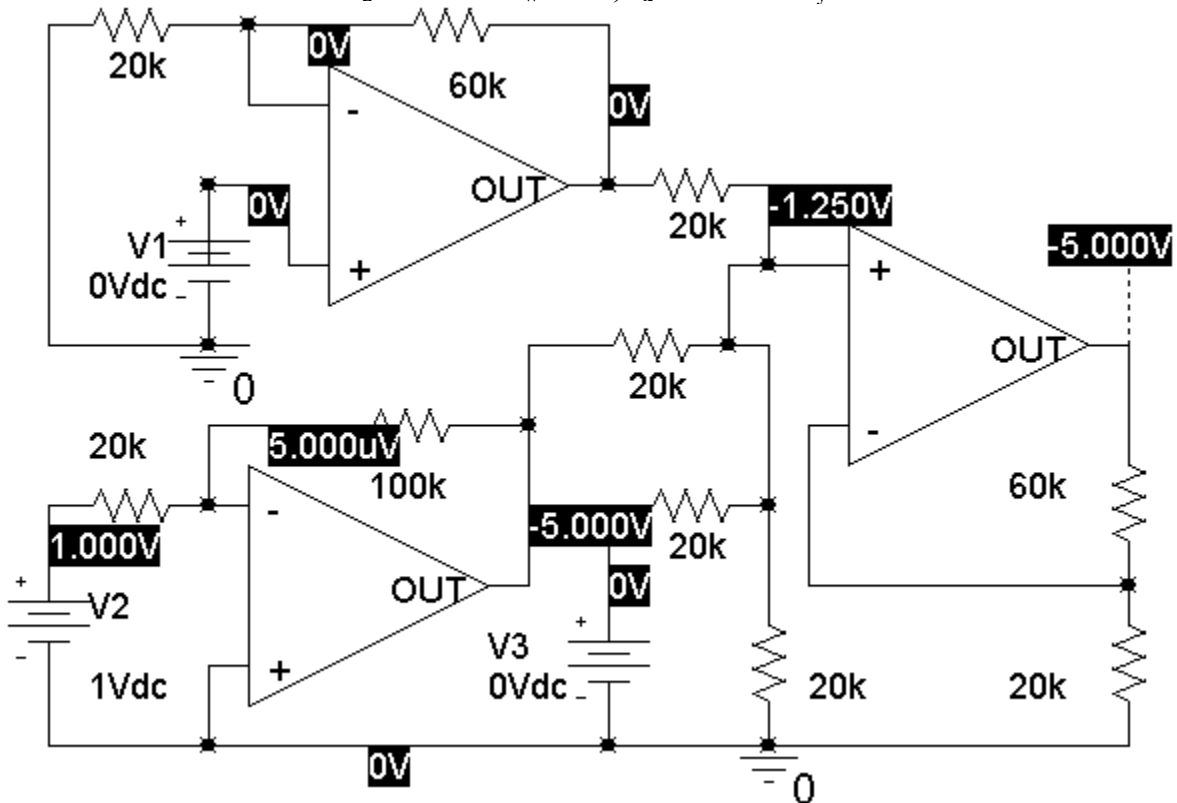 20k
0V
60k
-
0V
OUT
0V
20k
-1.250V
+
V1
0Vdc
-
+
0
+
-5.000V
OUT
-
20k
20k
5.000uV
100k
1.000V
-
-5.000V
20k
60k
+
V2
-
OUT
0V
+
V3
0Vdc
-
1Vdc
+
20k
20k
0V
0